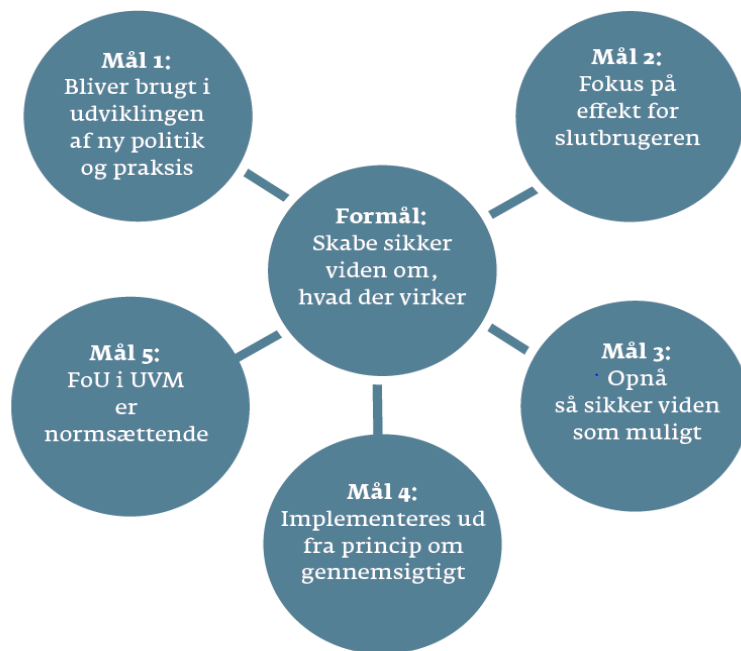 Mål 1:
Bliver brugt i
udviklingen
af ny politik
og praksis
Mål 2:
Fokus på
effekt for
slutbrugeren
Formål:
Skabe sikker
viden om,
hvad der virker
Mål 5:
FoU i UVM
er
normsættende
Mål 3:
Opnå
så sikker viden
som muligt
Mål 4:
Implementeres ud
fra princip om
gennemsigtigt